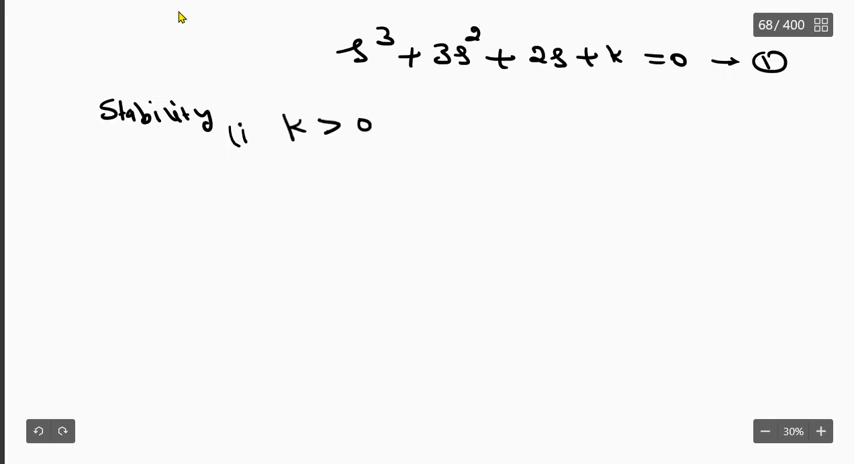 68 / 400
s³ + 3s² + 2s + k = 0 → ①
Stability (i k > 0
30%